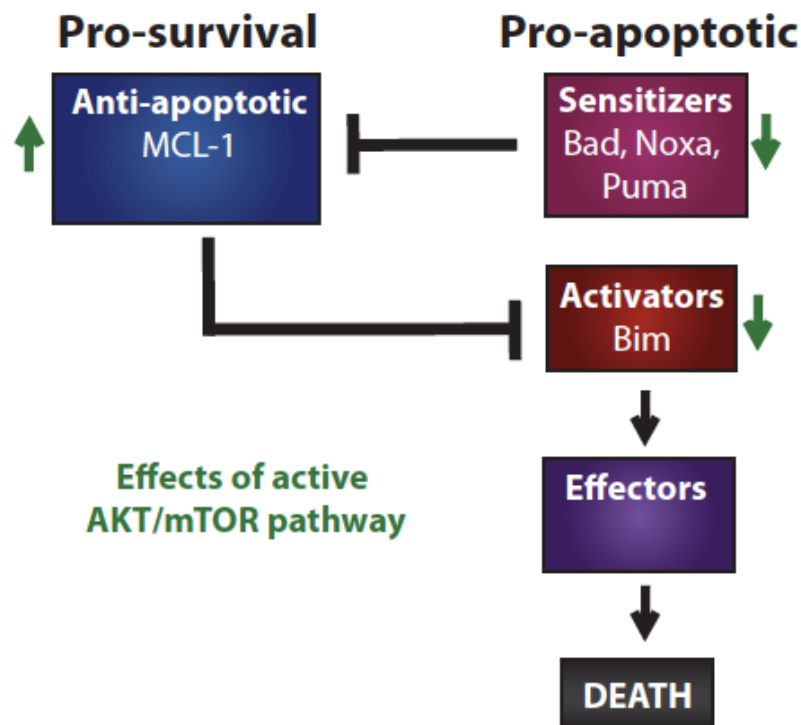 Pro-survival
Pro-apoptotic
Anti-apoptotic
MCL-1
Sensitizers
Bad, Noxa,
Puma
Activators
Bim
Effects of active
AKT/mTOR pathway
Effectors
DEATH